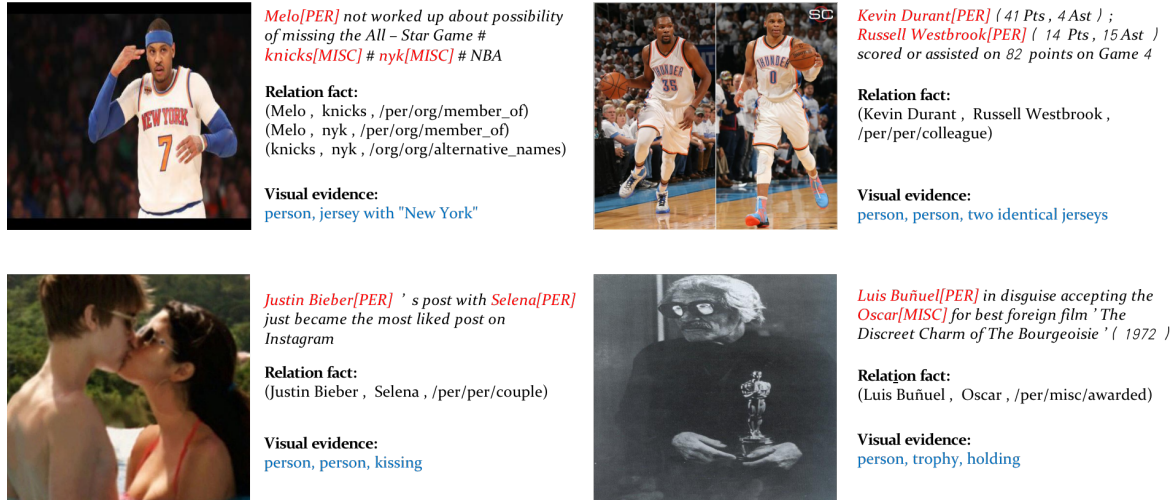 Melo[PER] not worked up about possibility
of missing the All – Star Game #
knicks[MISC] # nyk[MISC] # NBA
Relation fact:
(Melo , knicks , /per/org/member_of)
(Melo , nyk , /per/org/member_of)
(knicks , nyk , /org/org/alternative_names)
Visual evidence:
person, jersey with "New York"
NEW YORK
7
Kevin Durant[PER] ( 41 Pts , 4 Ast ) ;
Russell Westbrook[PER] ( 14 Pts , 15 Ast )
scored or assisted on 82 points on Game 4
Relation fact:
(Kevin Durant , Russell Westbrook ,
/per/per/colleague)
Visual evidence:
person, person, two identical jerseys
SC
THUNDER
35
THUNDER
0
Justin Bieber[PER] ’ s post with Selena[PER]
just became the most liked post on
Instagram
Relation fact:
(Justin Bieber , Selena , /per/per/couple)
Visual evidence:
person, person, kissing
Luis Buñuel[PER] in disguise accepting the
Oscar[MISC] for best foreign film ’ The
Discreet Charm of The Bourgeoisie ’ ( 1972 )
Relation fact:
(Luis Buñuel , Oscar , /per/misc/awarded)
Visual evidence:
person, trophy, holding